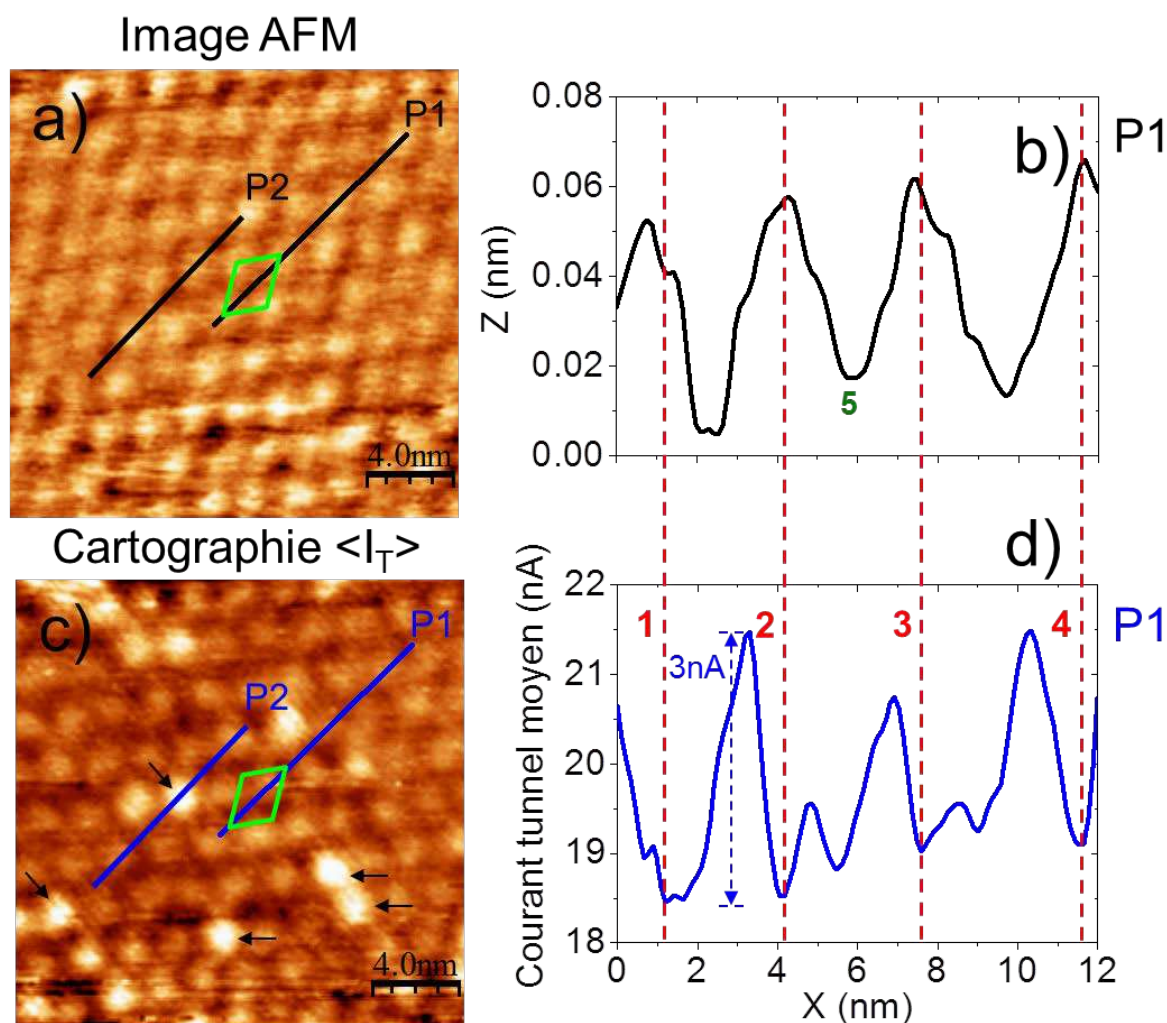 Image AFM
a)
P1
P2
4.0nm
0.08
0.06
0.04
0.02
0.00
Z (nm)
b)
P1
5
Cartographie <I_T>
c)
P1
P2
4.0nm
22
21
20
19
18
Courant tunnel moyen (nA)
d)
P1
1
2
3
4
3nA
0 2 4 6 8 10 12
X (nm)